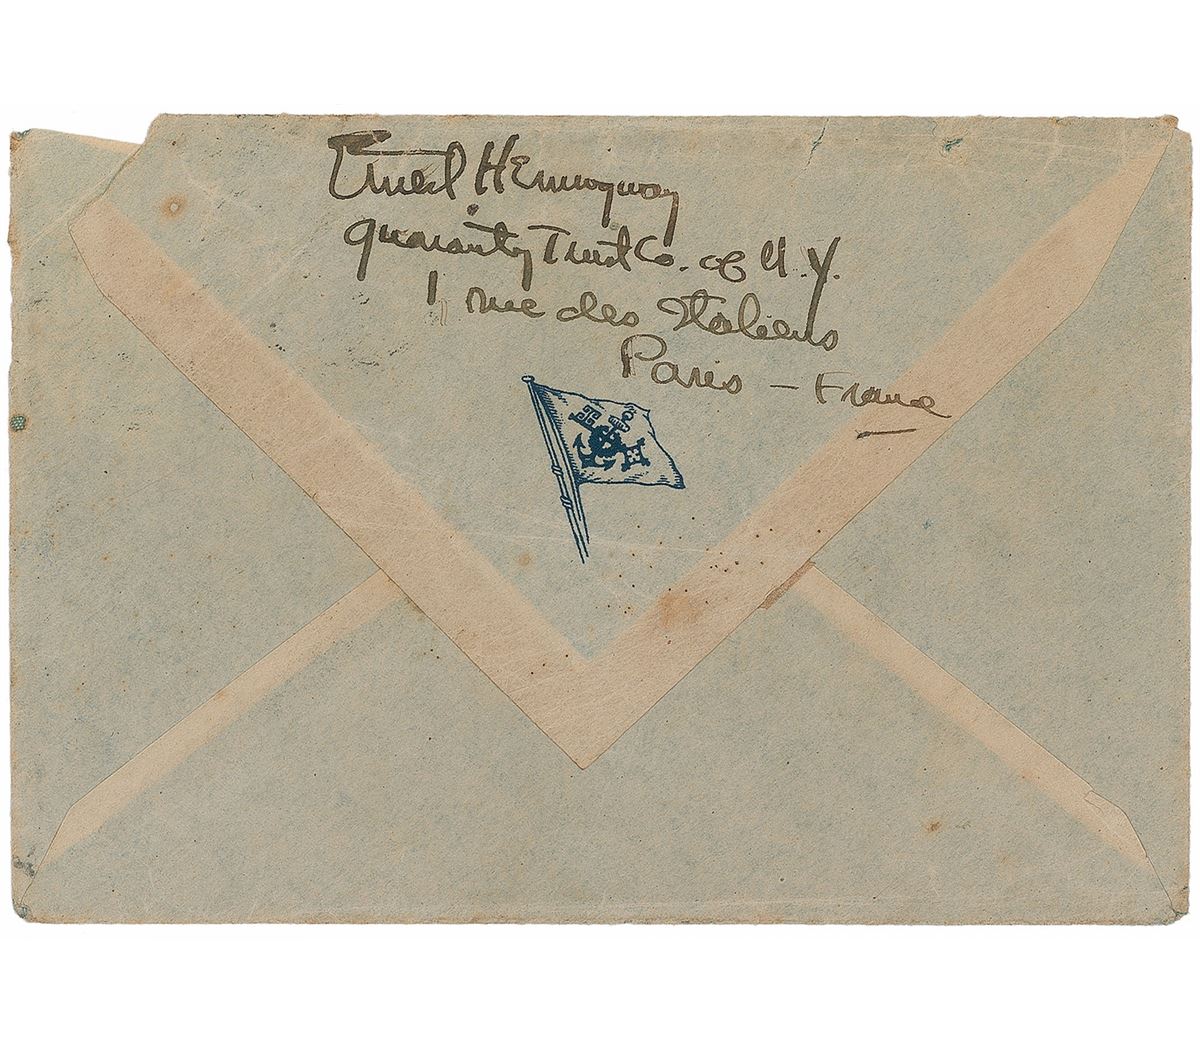 Ernest Hemingway
Guaranty Trust Co. of N.Y.
1 rue des Italiens
Paris — France